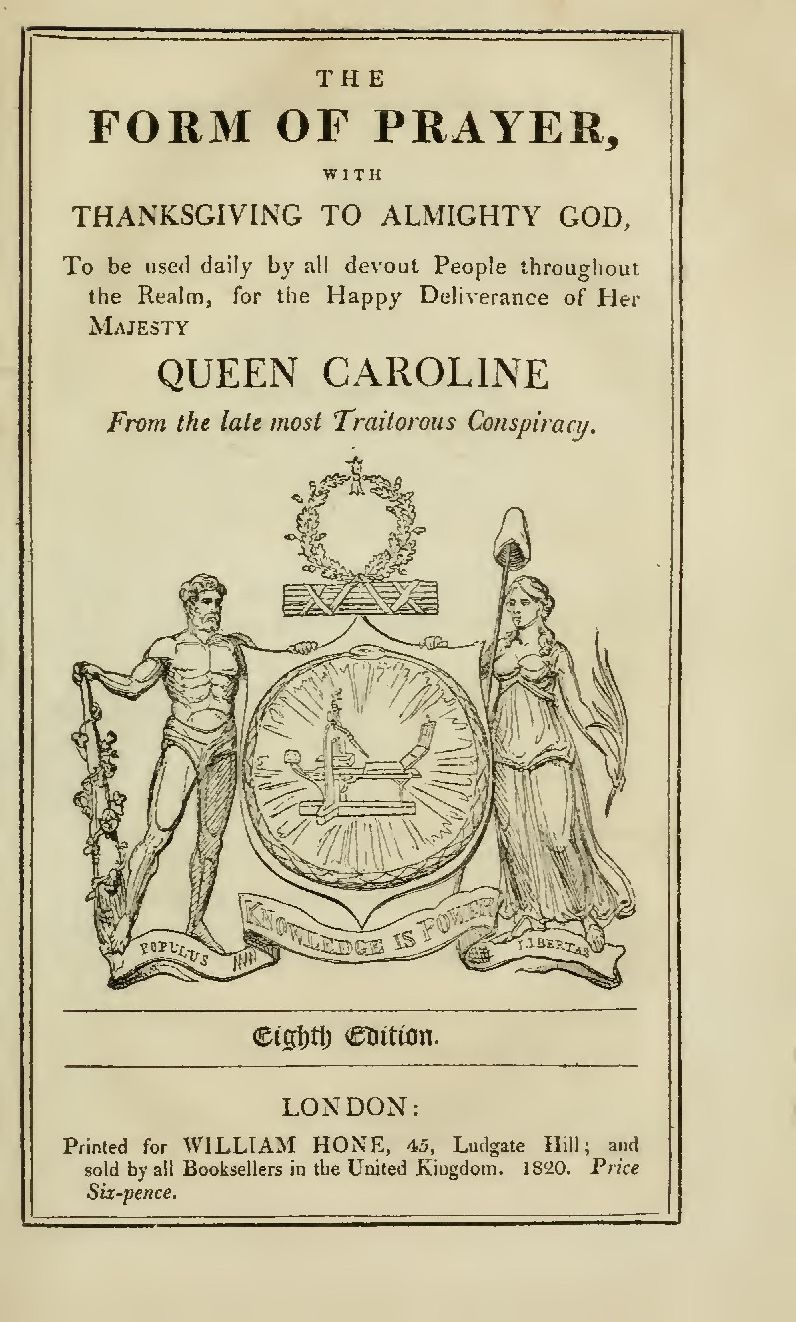 THE
FORM OF PRAYER,
WITH
THANKSGIVING TO ALMIGHTY GOD,
To be used daily by all devout People throughout
the Realm, for the Happy Deliverance of Her
MAJESTY
QUEEN CAROLINE
From the late most Traitorous Conspiracy.
KNOWLEDGE IS POWER
POPULUS
LIBERTAS
Eighth Edition.
LONDON:
Printed for WILLIAM HONE, 45, Ludgate Hill; and
sold by all Booksellers in the United Kingdom. 1820. Price
Six-pence.